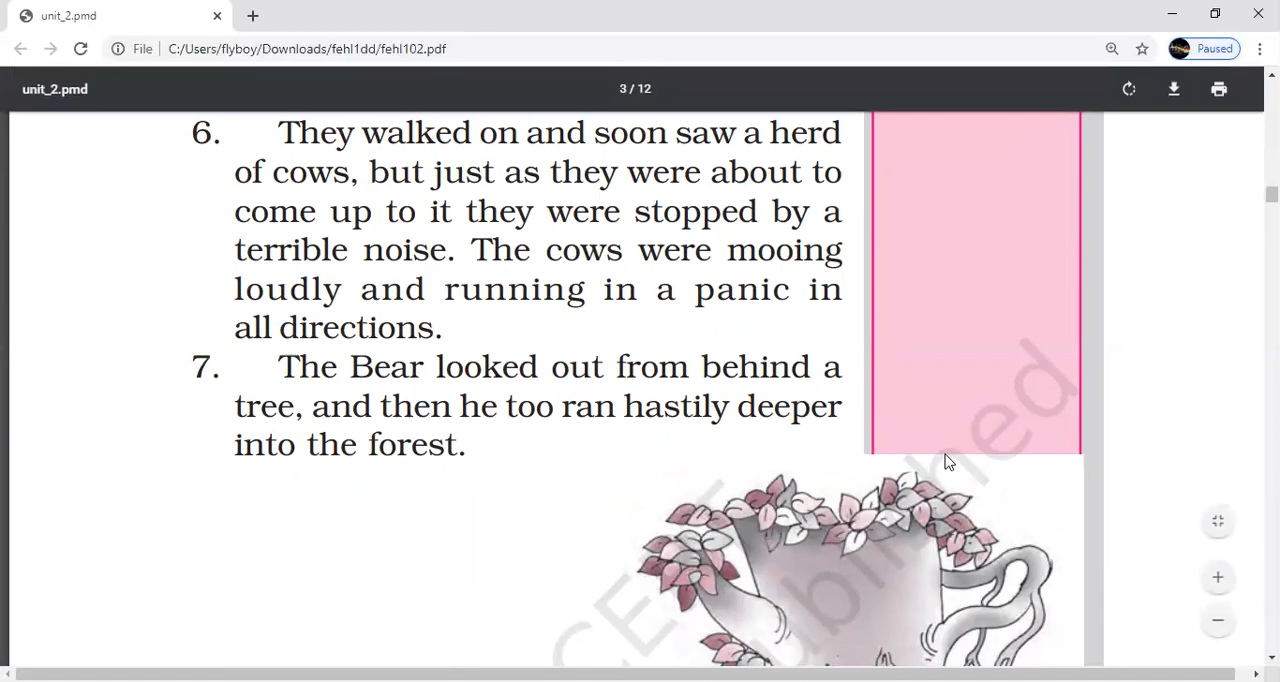 unit_2.pmd
File
C:/Users/flyboy/Downloads/fehl1dd/fehl102.pdf
Paused
unit_2.pmd
3 / 12
6. They walked on and soon saw a herd
of cows, but just as they were about to
come up to it they were stopped by a
terrible noise. The cows were mooing
loudly and running in a panic in
all directions.
7. The Bear looked out from behind a
tree, and then he too ran hastily deeper
into the forest.